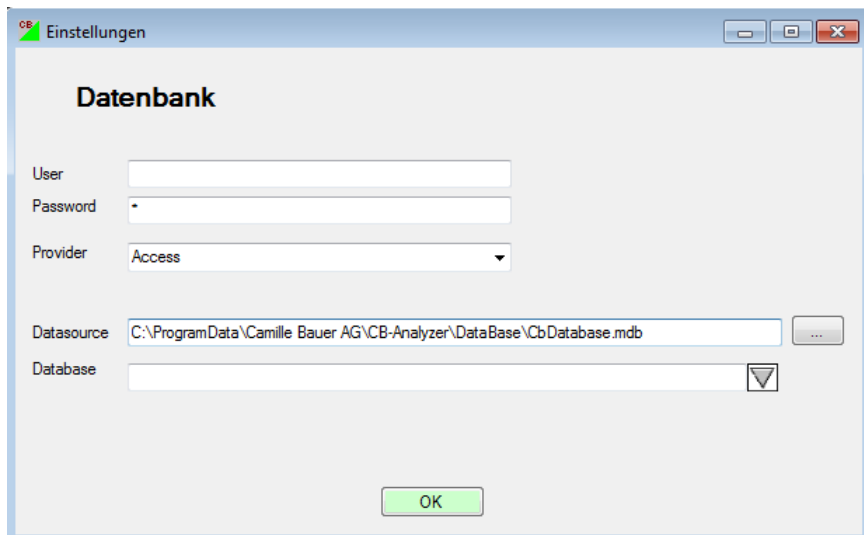 CB
Einstellungen
Datenbank
User
Password *
Provider Access
Datasource C:\ProgramData\Camille Bauer AG\CB-Analyzer\DataBase\CbDatabase.mdb ...
Database
OK